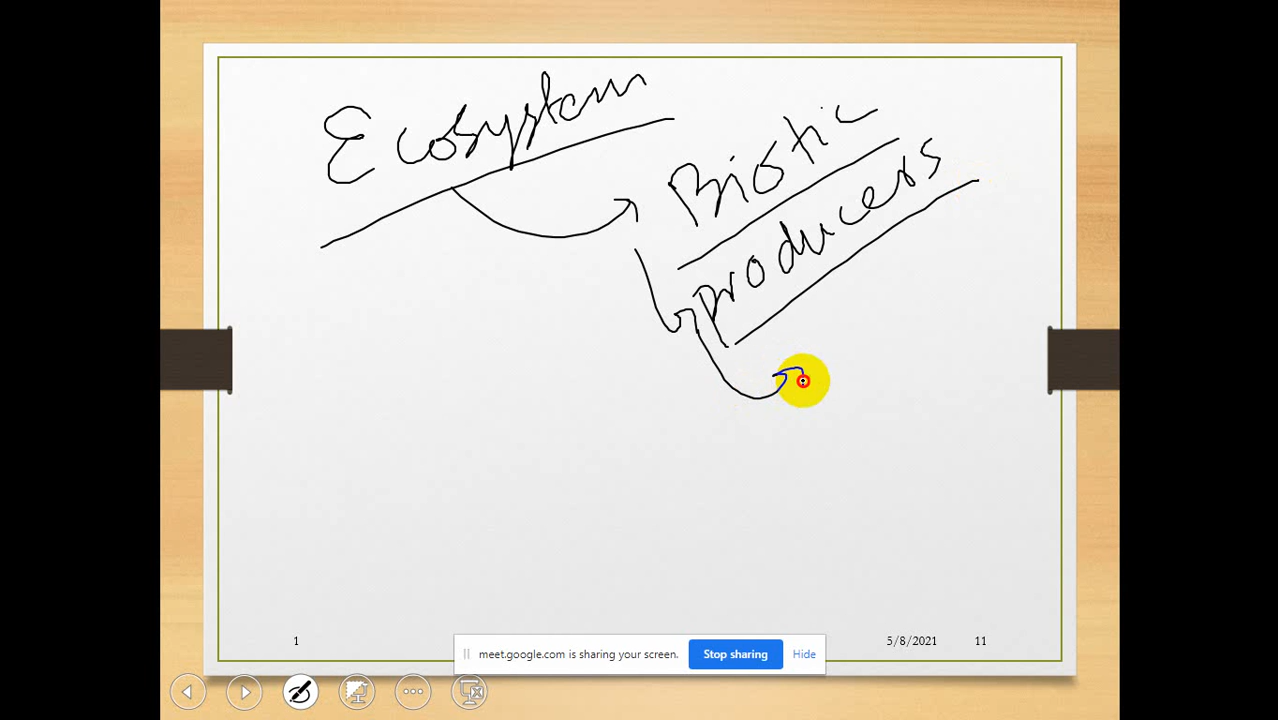 Ecosystem
Biotic
producers
1
5/8/2021
11
meet.google.com is sharing your screen.
Stop sharing
Hide